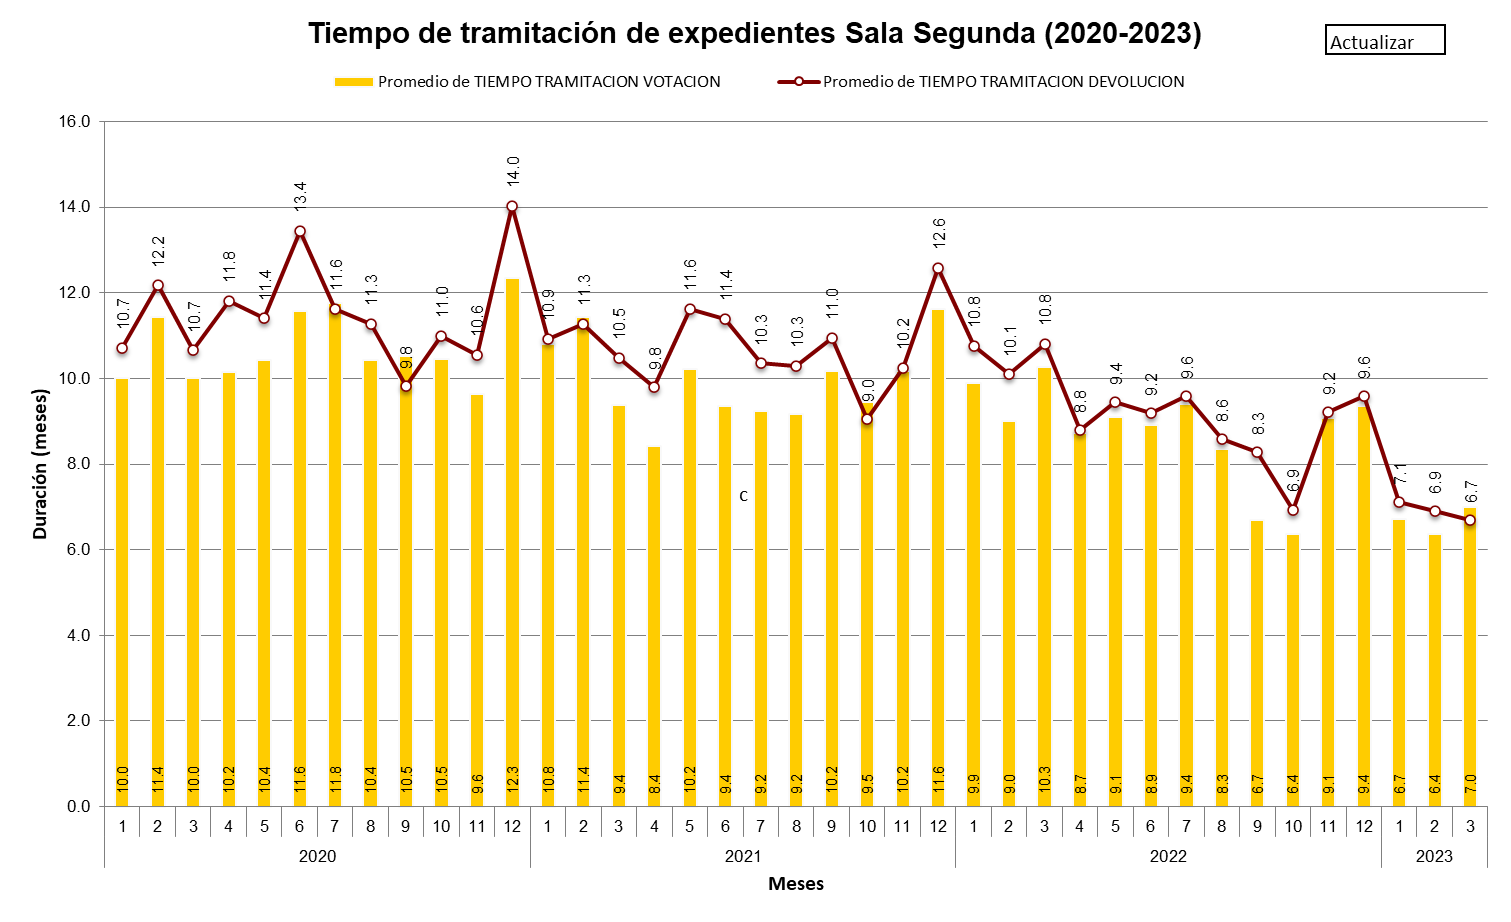 Tiempo de tramitación de expedientes Sala Segunda (2020-2023)
Actualizar
Promedio de TIEMPO TRAMITACION VOTACION
Promedio de TIEMPO TRAMITACION DEVOLUCION
16.0
14.0
12.0
10.0
8.0
6.0
4.0
2.0
0.0
Duración (meses)
10.7 12.2 10.7 11.8 11.4 13.4 11.6 11.3 9.8 11.0 10.6 14.0 10.9 11.3 10.5 9.8 11.6 11.4 10.3 10.3 11.0 9.0 10.2 12.6 10.8 10.1 10.8 8.8 9.4 9.2 9.6 8.6 8.3 6.9 9.2 9.6 7.1 6.9 6.7
c
10.0 11.4 10.0 10.2 10.4 11.6 11.8 10.4 10.5 10.5 9.6 12.3 10.8 11.4 9.4 8.4 10.2 9.4 9.2 9.2 10.2 9.5 10.2 11.6 9.9 9.0 10.3 8.7 9.1 8.9 9.4 8.3 6.7 6.4 9.1 9.4 6.7 6.4 7.0
1 2 3 4 5 6 7 8 9 10 11 12 1 2 3 4 5 6 7 8 9 10 11 12 1 2 3 4 5 6 7 8 9 10 11 12 1 2 3
2020 2021 2022 2023
Meses